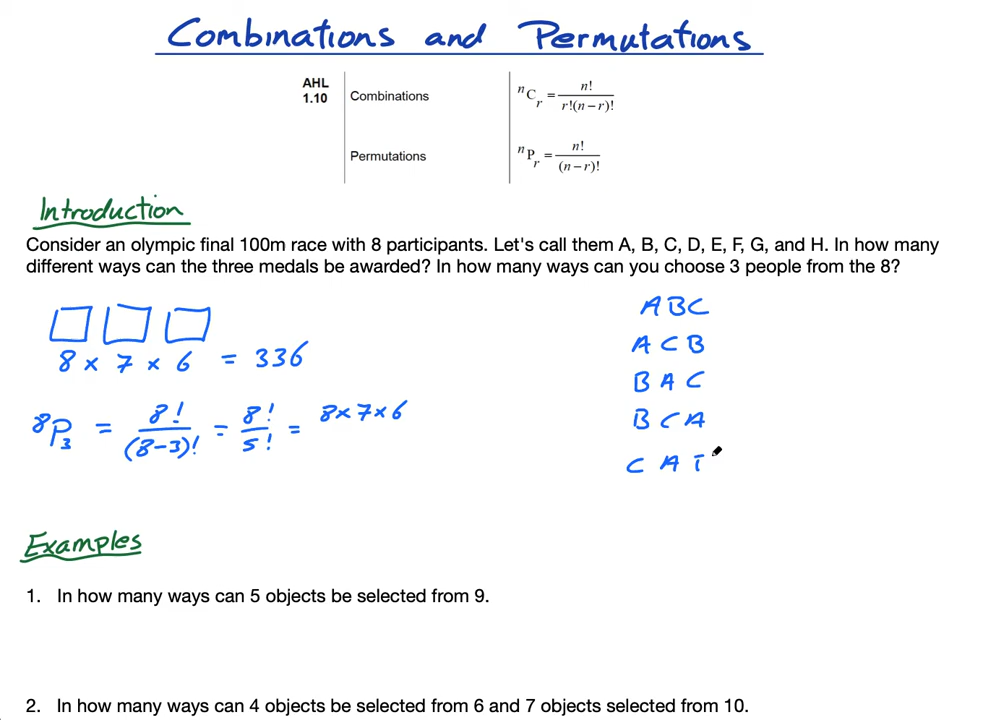 Combinations and Permutations
AHL
1.10 Combinations nCr = n! / r!(n − r)!
Permutations nPr = n! / (n − r)!
Introduction
Consider an olympic final 100m race with 8 participants. Let's call them A, B, C, D, E, F, G, and H. In how many
different ways can the three medals be awarded? In how many ways can you choose 3 people from the 8?
8 × 7 × 6 = 336
8P3 = 8! / (8−3)! = 8! / 5! = 8×7×6
ABC
ACB
BAC
BCA
CA
Examples
1. In how many ways can 5 objects be selected from 9.
2. In how many ways can 4 objects be selected from 6 and 7 objects selected from 10.